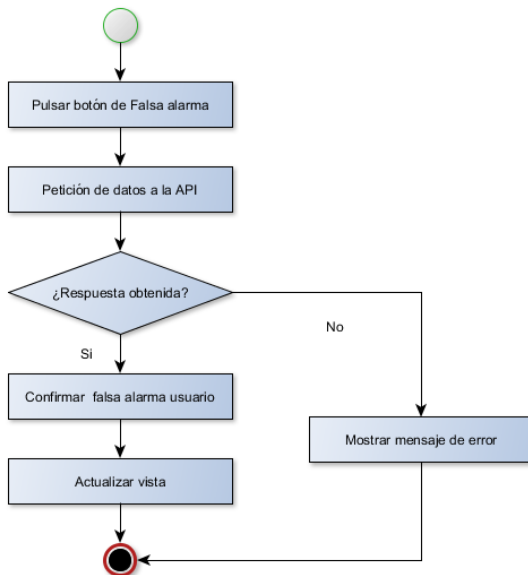 Pulsar botón de Falsa alarma
Petición de datos a la API
¿Respuesta obtenida?
No
Si
Confirmar falsa alarma usuario
Mostrar mensaje de error
Actualizar vista